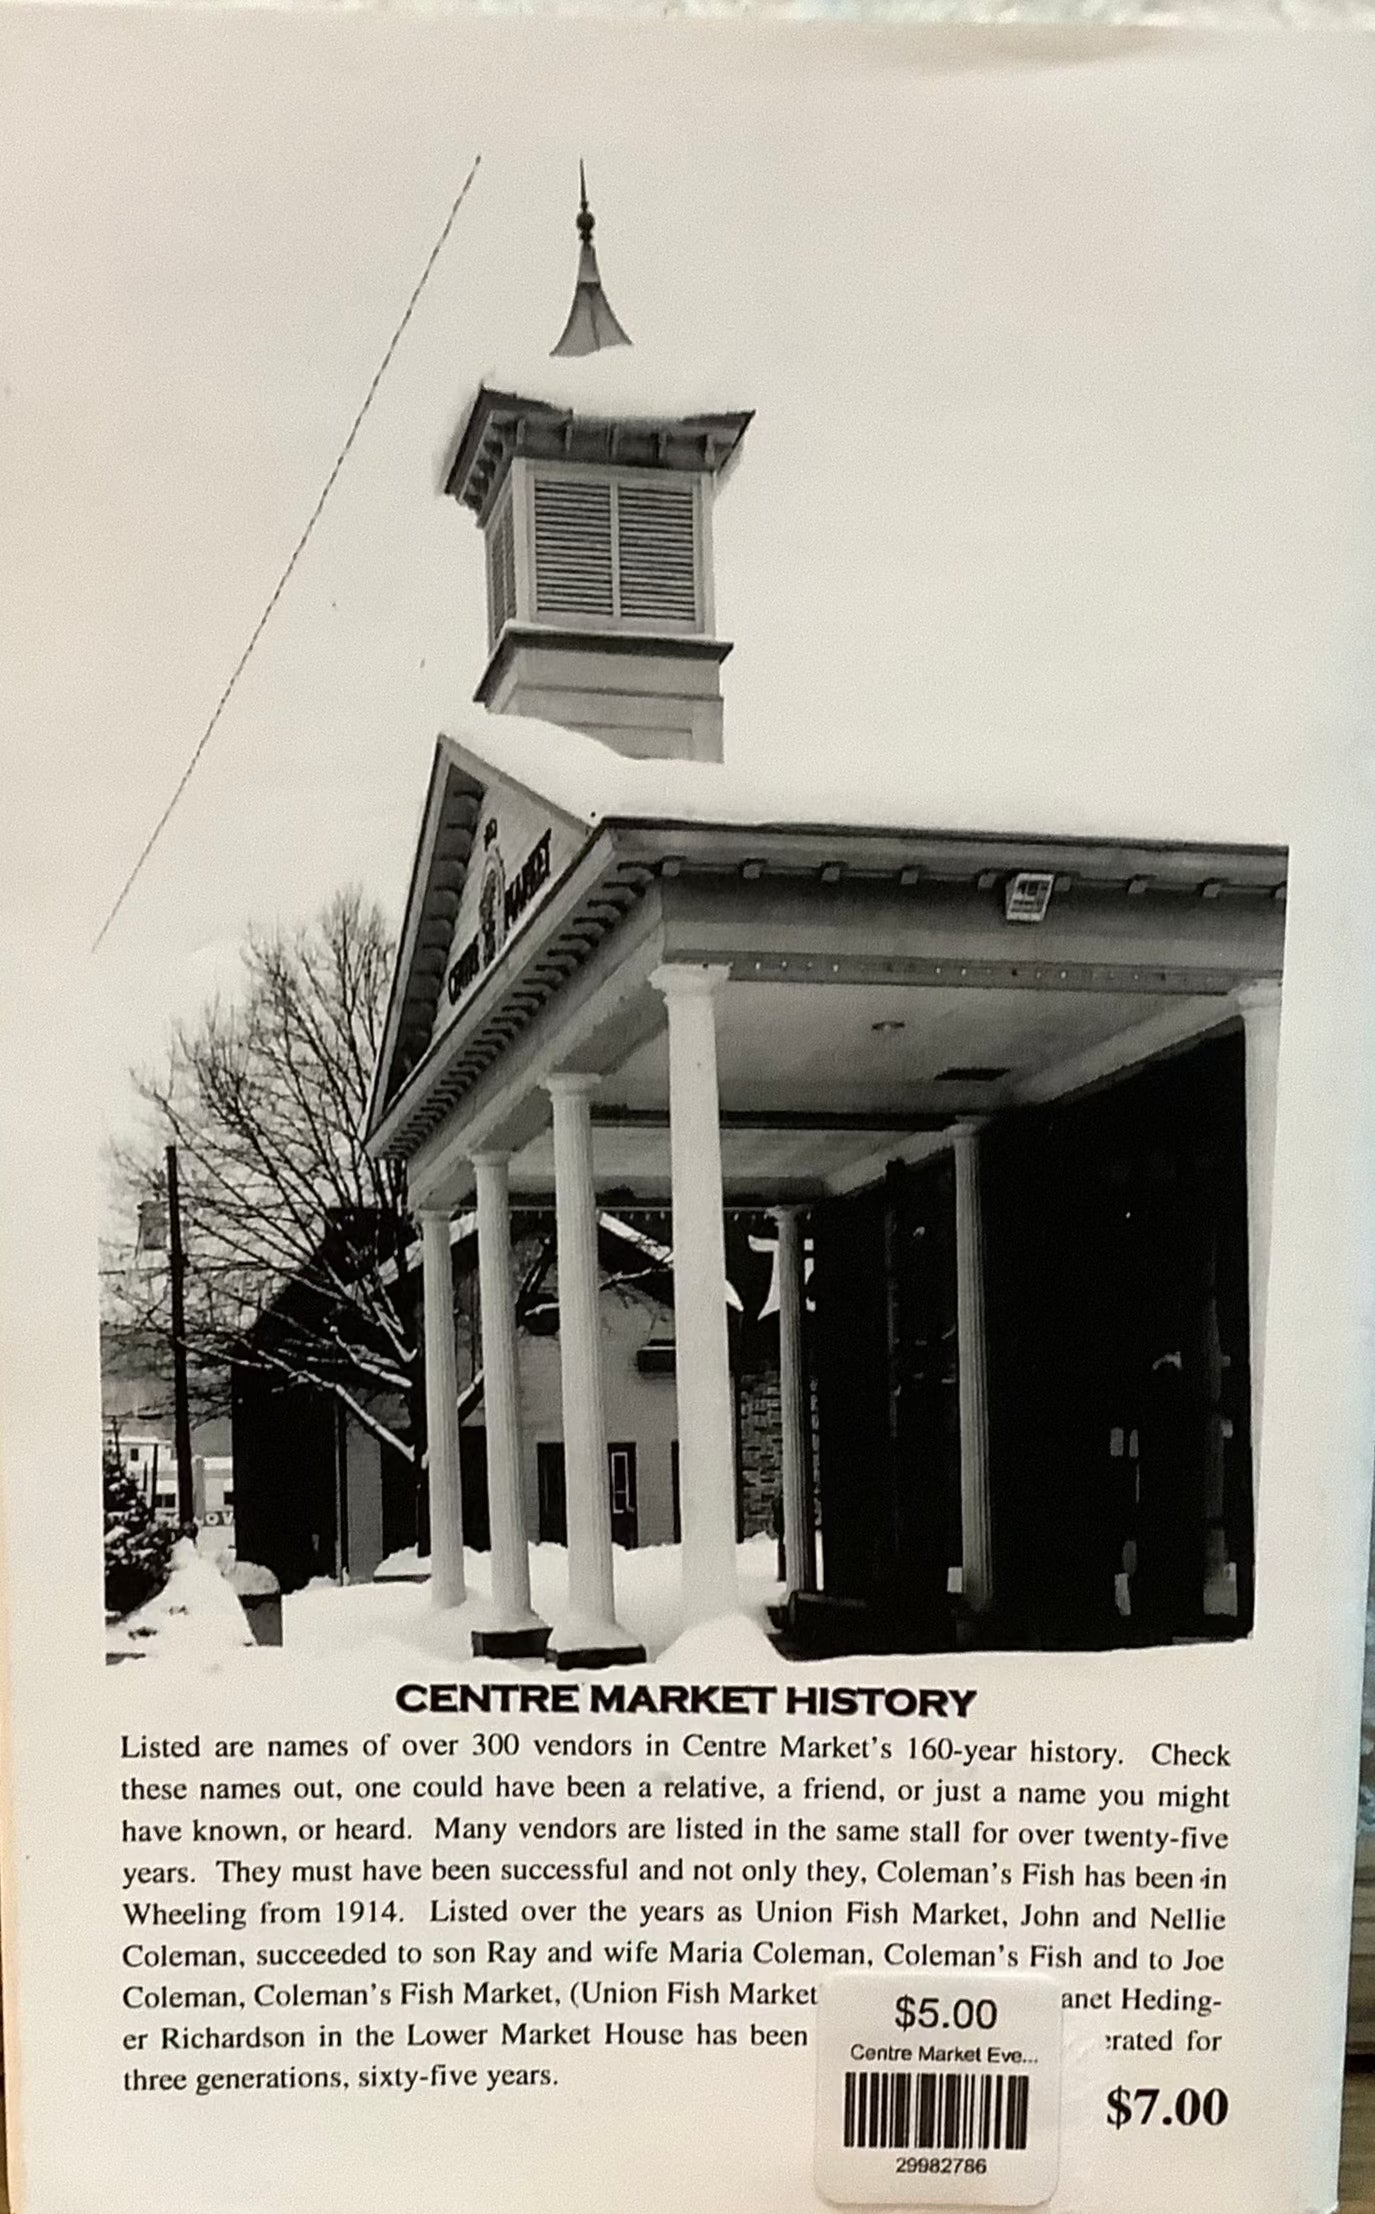 MARKET
CENTRE MARKET HISTORY
Listed are names of over 300 vendors in Centre Market's 160-year history. Check
these names out, one could have been a relative, a friend, or just a name you might
have known, or heard. Many vendors are listed in the same stall for over twenty-five
years. They must have been successful and not only they, Coleman's Fish has been in
Wheeling from 1914. Listed over the years as Union Fish Market, John and Nellie
Coleman, succeeded to son Ray and wife Maria Coleman, Coleman's Fish and to Joe
Coleman, Coleman's Fish Market, (Union Fish Market anet Heding-
er Richardson in the Lower Market House has been rated for
three generations, sixty-five years.
$5.00
Centre Market Eve...
29982786
$7.00